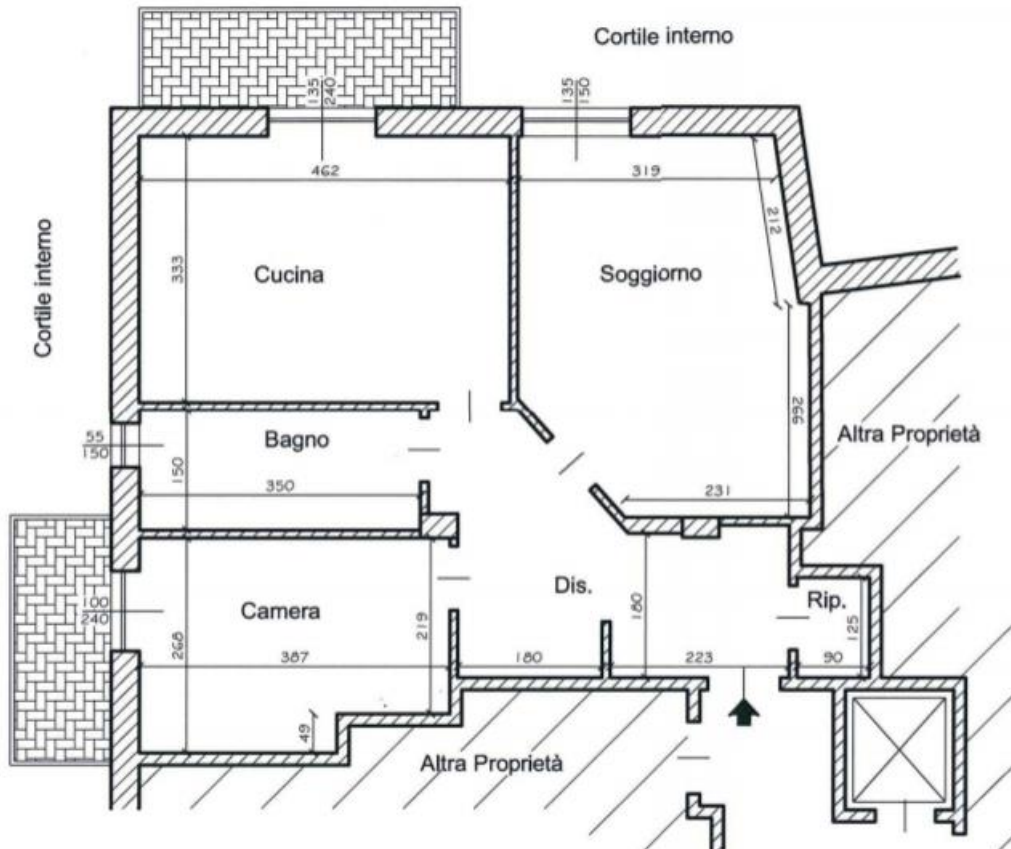 Cortile interno
135
240
135
150
462
319
212
Cortile interno
333
Cucina
Soggiorno
266
Altra Proprietà
55
150
Bagno
150
350
231
Dis.
180
Rip.
125
100
240
Camera
219
268
387
180
223
90
49
Altra Proprietà